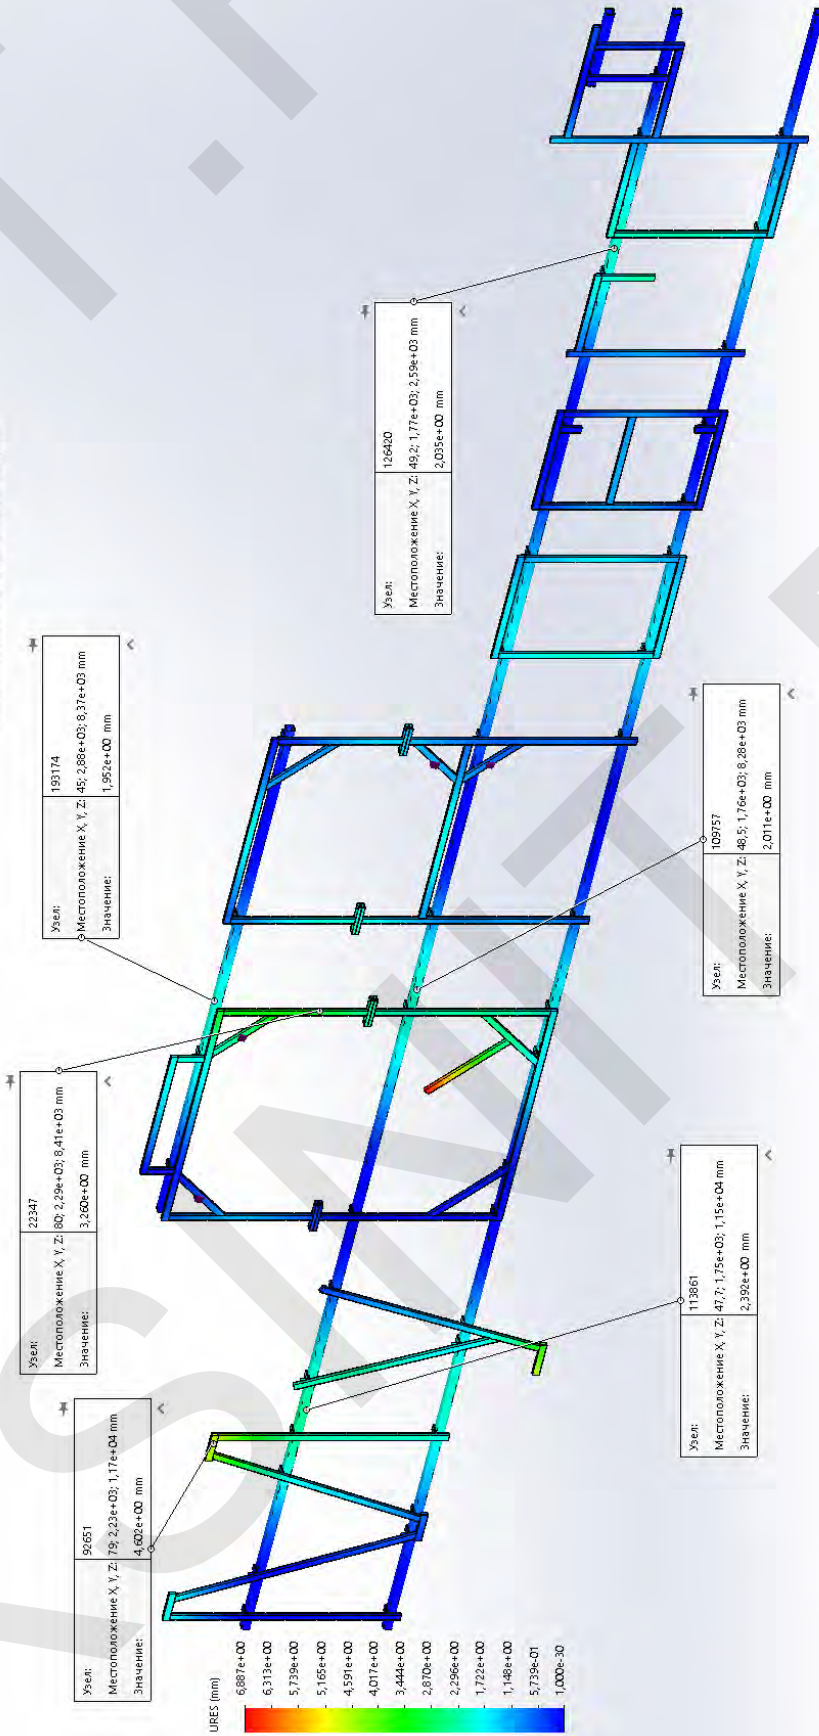 Узел: 92651
Местоположение X, Y, Z: 79; 2,23e+03; 1,17e+04 mm
Значение: 4,602e+00 mm
Узел: 22347
Местоположение X, Y, Z: 80; 2,29e+03; 8,41e+03 mm
Значение: 3,260e+00 mm
Узел: 193174
Местоположение X, Y, Z: 45; 2,88e+03; 8,37e+03 mm
Значение: 1,952e+00 mm
Узел: 126420
Местоположение X, Y, Z: 49,2; 1,77e+03; 2,59e+03 mm
Значение: 2,035e+00 mm
Узел: 113861
Местоположение X, Y, Z: 47,7; 1,75e+03; 1,15e+04 mm
Значение: 2,392e+00 mm
Узел: 109757
Местоположение X, Y, Z: 48,5; 1,76e+03; 8,28e+03 mm
Значение: 2,011e+00 mm
URES (mm)
6,887e+00
6,313e+00
5,739e+00
5,165e+00
4,591e+00
4,017e+00
3,444e+00
2,870e+00
2,296e+00
1,722e+00
1,148e+00
5,739e-01
1,000e-30